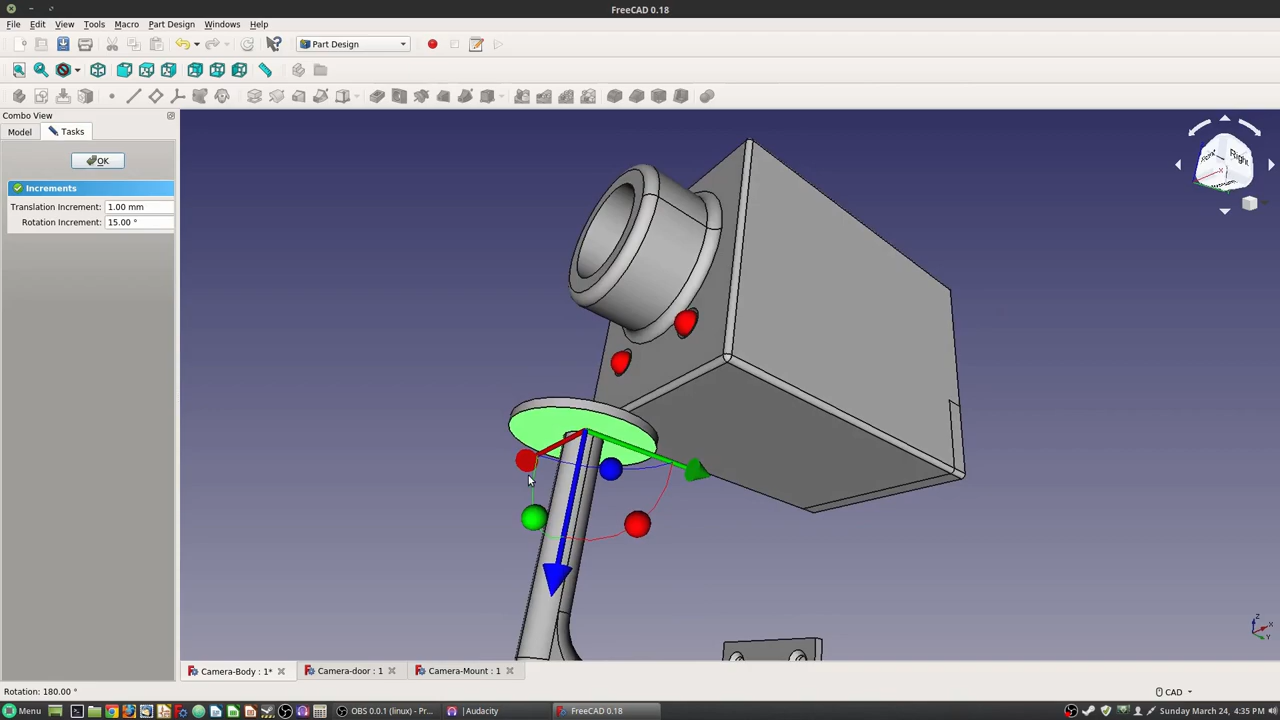 FreeCAD 0.18
File Edit View Tools Macro Part Design Windows Help
Part Design
Combo View
Model Tasks
OK
Increments
Translation Increment: 1.00 mm
Rotation Increment: 15.00 °
Right
Front
Z
X
Y
Camera-Body : 1* Camera-door : 1 Camera-Mount : 1
Rotation: 180.00 °
CAD
Menu OBS 0.0.1 (linux) - Pr... Audacity FreeCAD 0.18 Sunday March 24, 4:35 PM